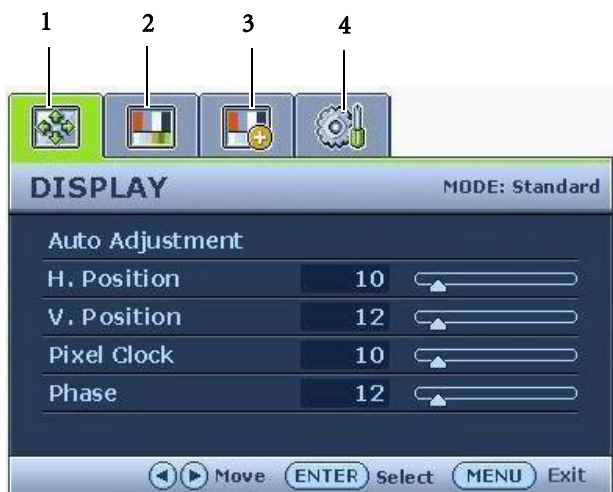 1 2 3 4
DISPLAY MODE: Standard
Auto Adjustment
H. Position 10
V. Position 12
Pixel Clock 10
Phase 12
Move ENTER Select MENU Exit